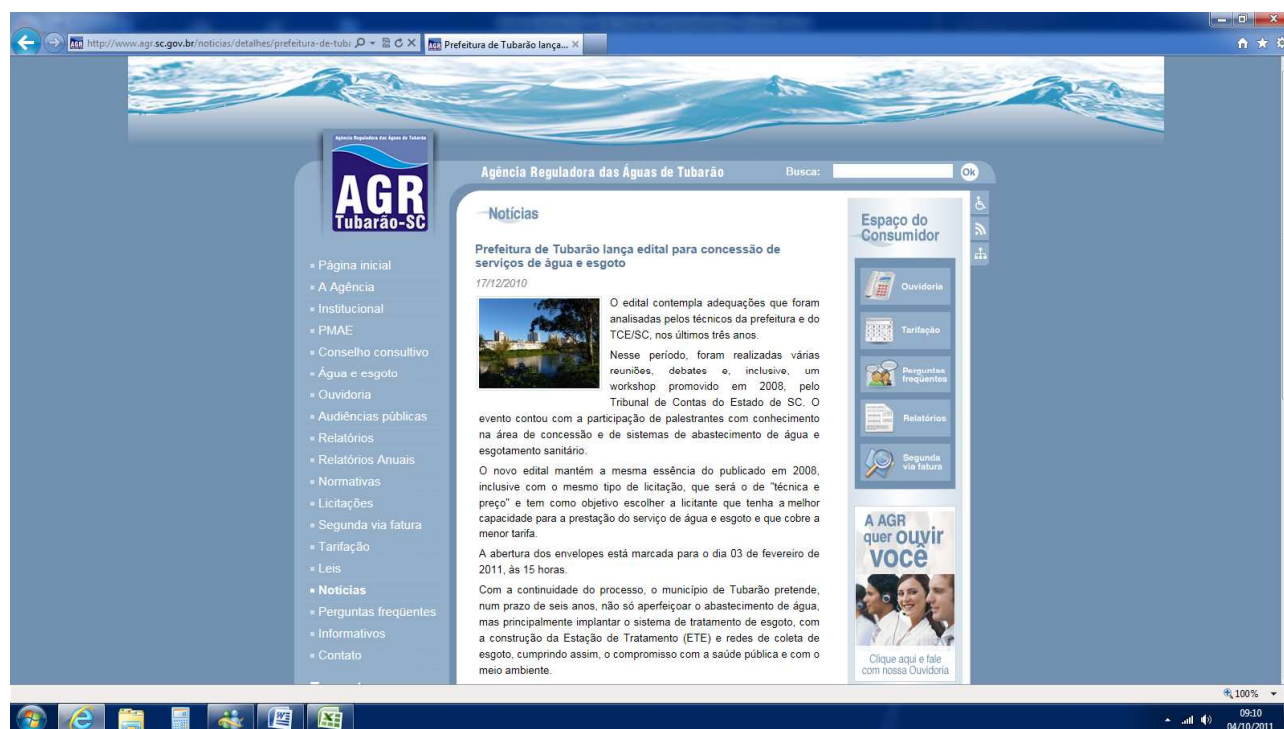 http://www.agr.sc.gov.br/noticias/detalhes/prefeitura-de-tuba
Prefeitura de Tubarão lança...
Agência Reguladora das Águas de Tubarão
AGR
Tubarão-SC
Agência Reguladora das Águas de Tubarão
Busca:
Ok
Página inicial
A Agência
Institucional
PMAE
Conselho consultivo
Água e esgoto
Ouvidoria
Audiências públicas
Relatórios
Relatórios Anuais
Normativas
Licitações
Segunda via fatura
Tarifação
Leis
Notícias
Perguntas freqüentes
Informativos
Contato
Notícias
Prefeitura de Tubarão lança edital para concessão de
serviços de água e esgoto
17/12/2010
O edital contempla adequações que foram
analisadas pelos técnicos da prefeitura e do
TCE/SC, nos últimos três anos.
Nesse período, foram realizadas várias
reuniões, debates e, inclusive, um
workshop promovido em 2008, pelo
Tribunal de Contas do Estado de SC. O
evento contou com a participação de palestrantes com conhecimento
na área de concessão e de sistemas de abastecimento de água e
esgotamento sanitário.
O novo edital mantém a mesma essência do publicado em 2008,
inclusive com o mesmo tipo de licitação, que será o de "técnica e
preço" e tem como objetivo escolher a licitante que tenha a melhor
capacidade para a prestação do serviço de água e esgoto e que cobre a
menor tarifa.
A abertura dos envelopes está marcada para o dia 03 de fevereiro de
2011, às 15 horas.
Com a continuidade do processo, o município de Tubarão pretende,
num prazo de seis anos, não só aperfeiçoar o abastecimento de água,
mas principalmente implantar o sistema de tratamento de esgoto, com
a construção da Estação de Tratamento (ETE) e redes de coleta de
esgoto, cumprindo assim, o compromisso com a saúde pública e com o
meio ambiente.
Espaço do
Consumidor
Ouvidoria
Tarifação
Perguntas
freqüentes
Relatórios
Segunda
via fatura
A AGR
quer ouvir
você
Clique aqui e fale
com nossa Ouvidoria
100%
09:10
04/10/2011